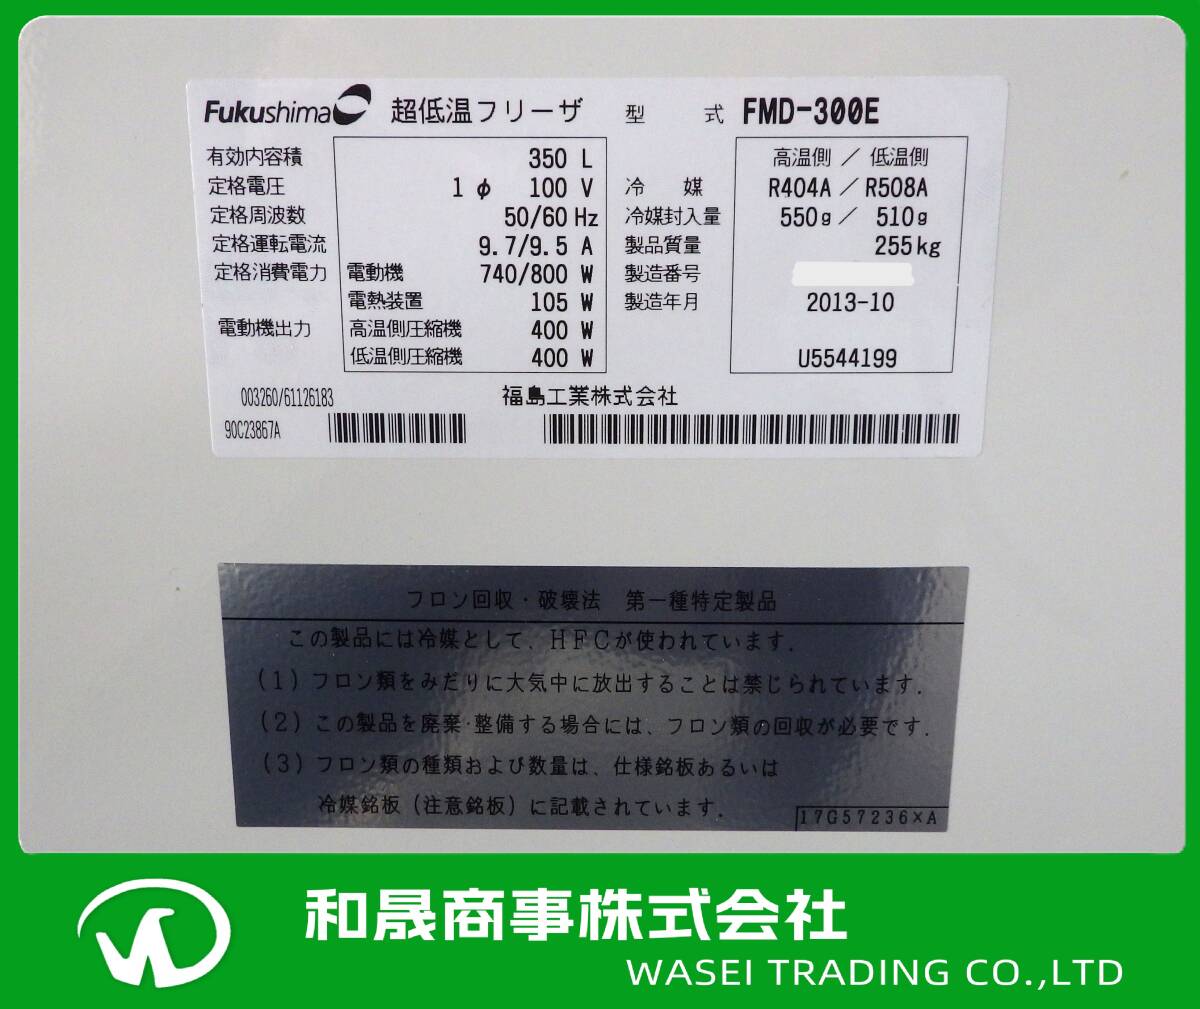 Fukushima 超低温フリーザ 型 式 FMD-300E
有効内容積 350 L 高温側 / 低温側
定格電圧 1 φ 100 V 冷 媒 R404A / R508A
定格周波数 50/60 Hz 冷媒封入量 550g / 510g
定格運転電流 9.7/9.5 A 製品質量 255kg
定格消費電力 電動機 740/800 W 製造番号
電熱装置 105 W 製造年月 2013-10
電動機出力 高温側圧縮機 400 W
低温側圧縮機 400 W U5544199
003260/61126183 福島工業株式会社
90C23867A
フロン回収・破壊法 第一種特定製品
この製品には冷媒として、HFCが使われています.
(1) フロン類をみだりに大気中に放出することは禁じられています.
(2) この製品を廃棄・整備する場合には、フロン類の回収が必要です.
(3) フロン類の種類および数量は、仕様銘板あるいは
冷媒銘板 (注意銘板) に記載されています.
17G57236×A
和晟商事株式会社
WASEI TRADING CO.,LTD